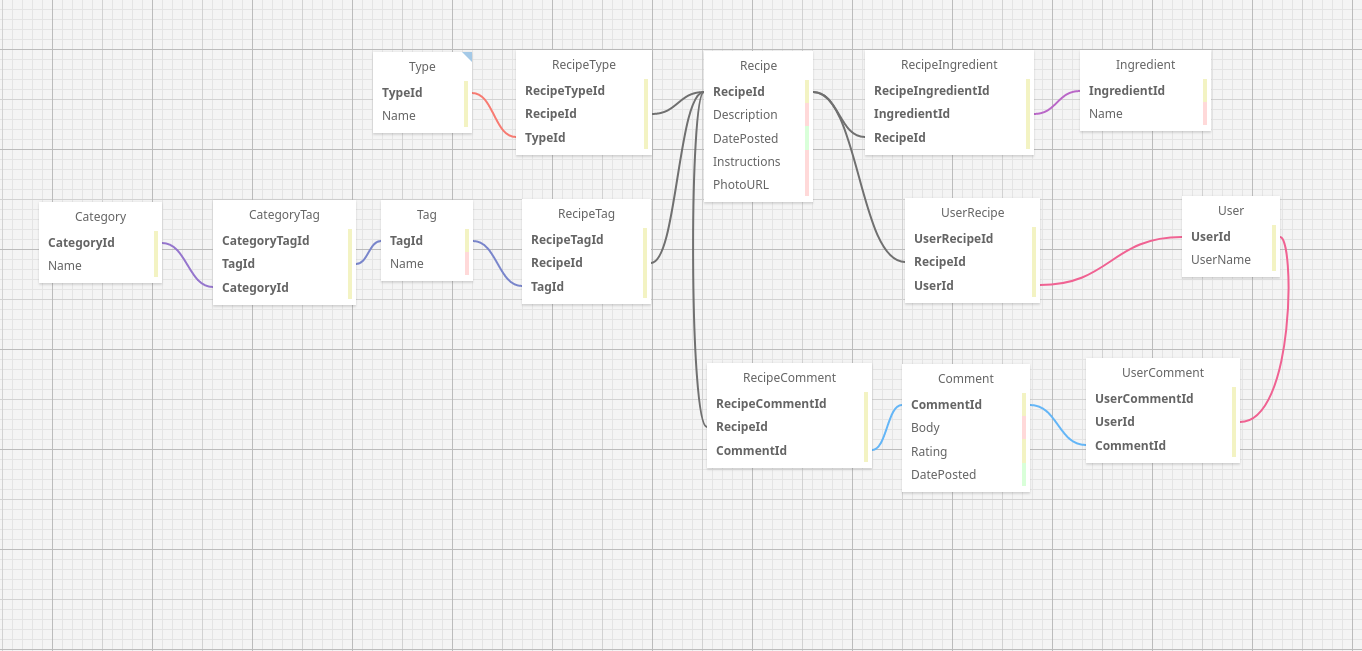 Type
TypeId
Name
RecipeType
RecipeTypeId
RecipeId
TypeId
Recipe
RecipeId
Description
DatePosted
Instructions
PhotoURL
RecipeIngredient
RecipeIngredientId
IngredientId
RecipeId
Ingredient
IngredientId
Name
Category
CategoryId
Name
CategoryTag
CategoryTagId
TagId
CategoryId
Tag
TagId
Name
RecipeTag
RecipeTagId
RecipeId
TagId
UserRecipe
UserRecipeId
RecipeId
UserId
User
UserId
UserName
RecipeComment
RecipeCommentId
RecipeId
CommentId
Comment
CommentId
Body
Rating
DatePosted
UserComment
UserCommentId
UserId
CommentId